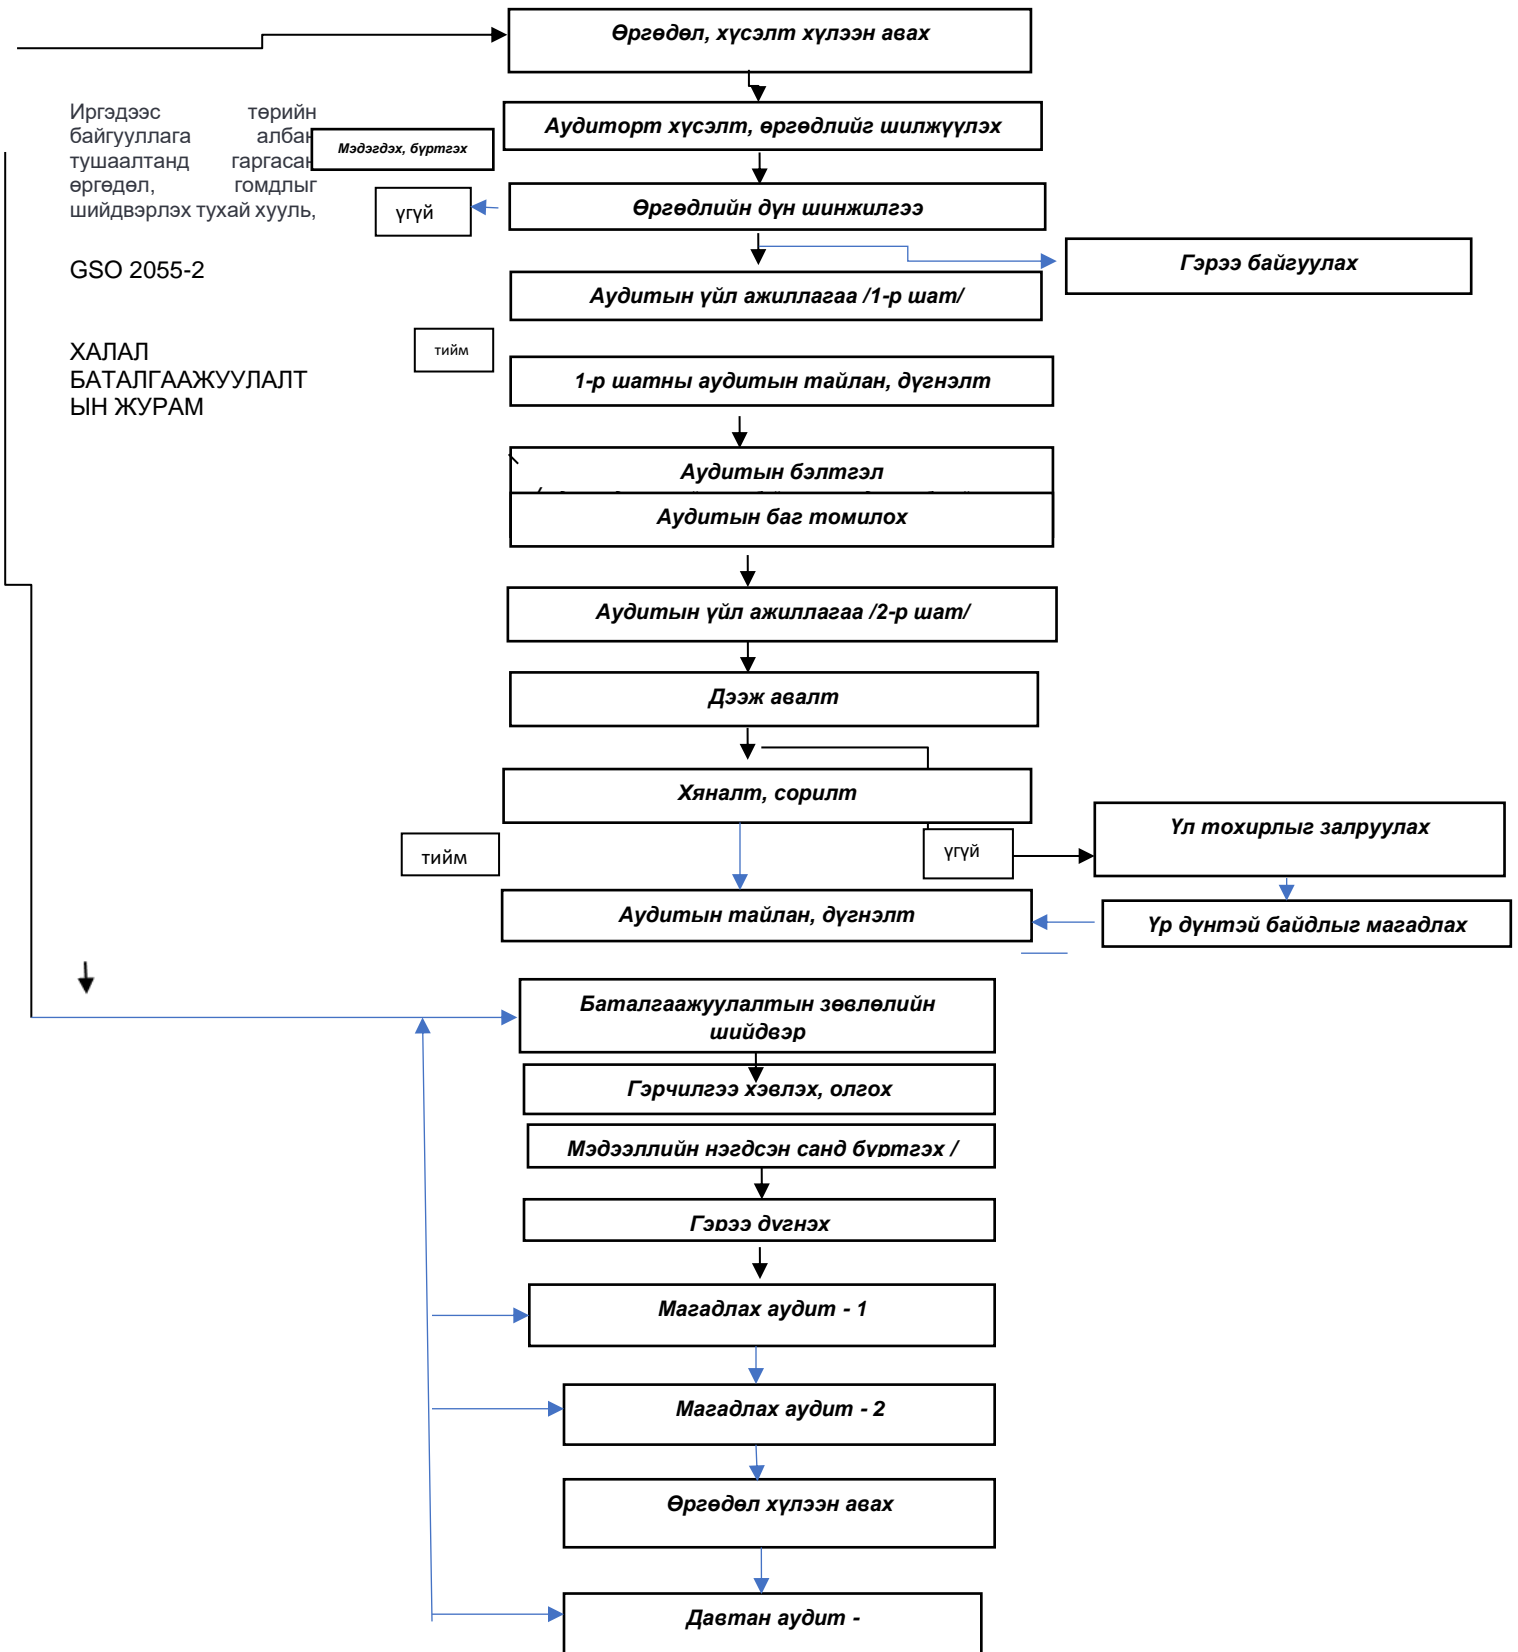 Өргөдөл, хүсэлт хүлээн авах
Иргэдээс төрийн
байгууллага албан
тушаалтанд гаргасан
өргөдөл, гомдлыг
шийдвэрлэх тухай хууль,
GSO 2055-2
ХАЛАЛ
БАТАЛГААЖУУЛАЛТ
ЫН ЖУРАМ
Аудиторт хүсэлт, өргөдлийг шилжүүлэх
Мэдэгдэх, бүртгэх
үгүй
Өргөдлийн дүн шинжилгээ
Гэрээ байгуулах
Аудитын үйл ажиллагаа /1-р шат/
тийм
1-р шатны аудитын тайлан, дүгнэлт
Аудитын бэлтгэл
Аудитын баг томилох
Аудитын үйл ажиллагаа /2-р шат/
Дээж авалт
Хяналт, сорилт
Үл тохирлыг залруулах
тийм
үгүй
Аудитын тайлан, дүгнэлт
Үр дүнтэй байдлыг магадлах
Баталгаажуулалтын зөвлөлийн
шийдвэр
Гэрчилгээ хэвлэх, олгох
Мэдээллийн нэгдсэн санд бүртгэх /
Гэрээ дүгнэх
Магадлах аудит - 1
Магадлах аудит - 2
Өргөдөл хүлээн авах
Давтан аудит -